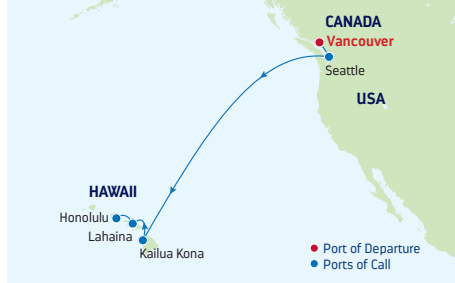 CANADA
Vancouver
Seattle
USA
HAWAII
Honolulu
Lahaina
Kailua Kona
Port of Departure
Ports of Call